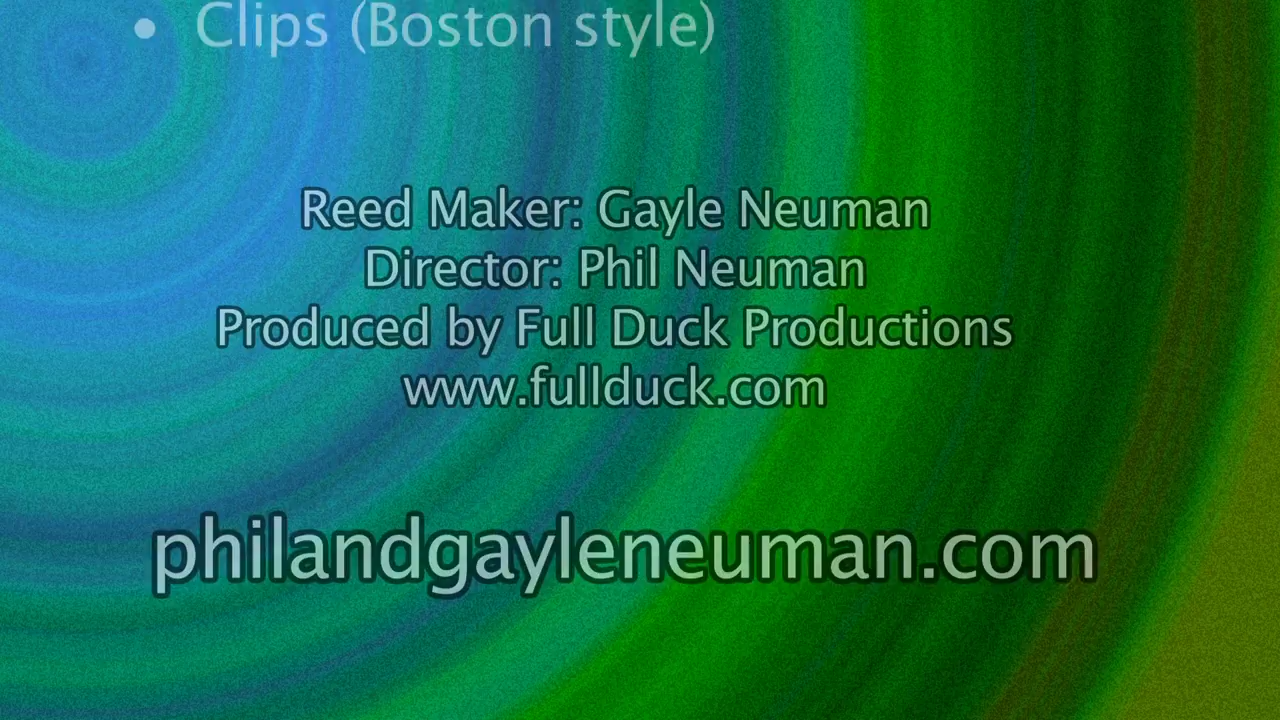 • Clips (Boston style)
Reed Maker: Gayle Neuman
Director: Phil Neuman
Produced by Full Duck Productions
www.fullduck.com
philandgayleneuman.com